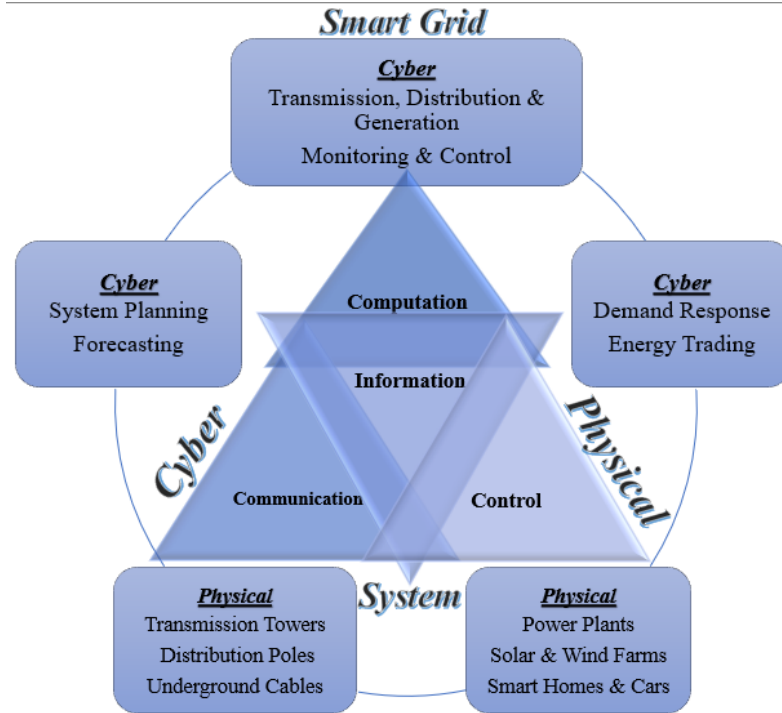 Smart Grid
Cyber
Transmission, Distribution &
Generation
Monitoring & Control
Cyber
System Planning
Forecasting
Cyber
Demand Response
Energy Trading
Computation
Information
Communication
Control
Cyber
Physical
System
Physical
Transmission Towers
Distribution Poles
Underground Cables
Physical
Power Plants
Solar & Wind Farms
Smart Homes & Cars